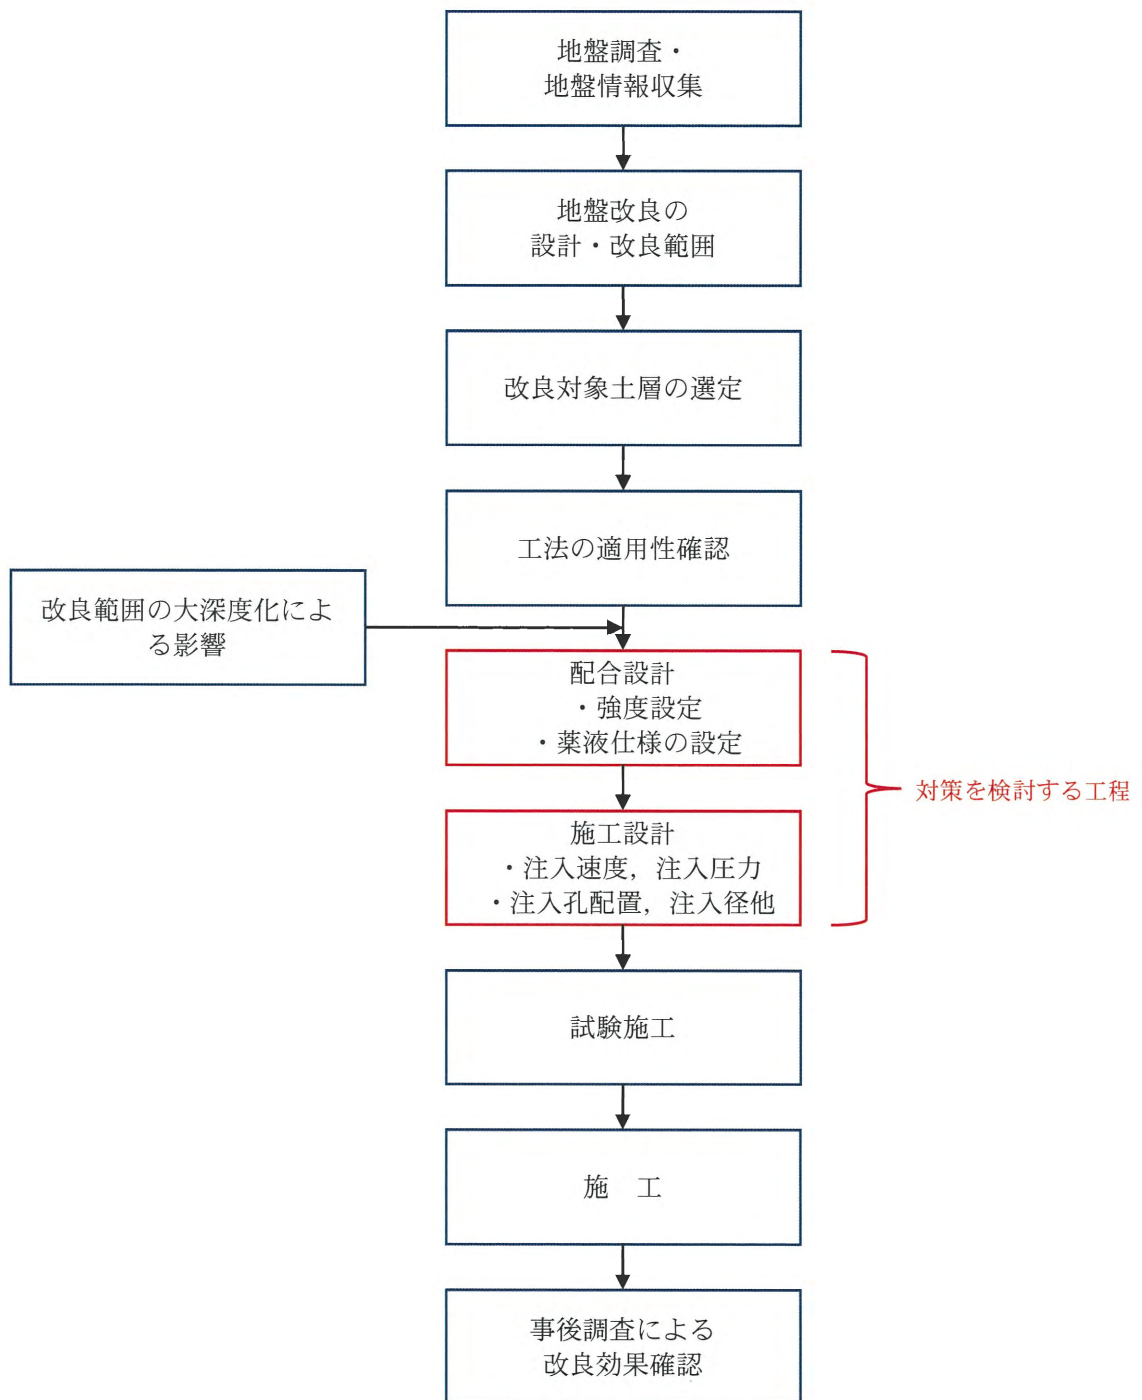 地盤調査・
地盤情報収集
地盤改良の
設計・改良範囲
改良対象土層の選定
工法の適用性確認
改良範囲の大深度化によ
る影響
配合設計
・強度設定
・薬液仕様の設定
対策を検討する工程
施工設計
・注入速度，注入圧力
・注入孔配置，注入径他
試験施工
施　工
事後調査による
改良効果確認